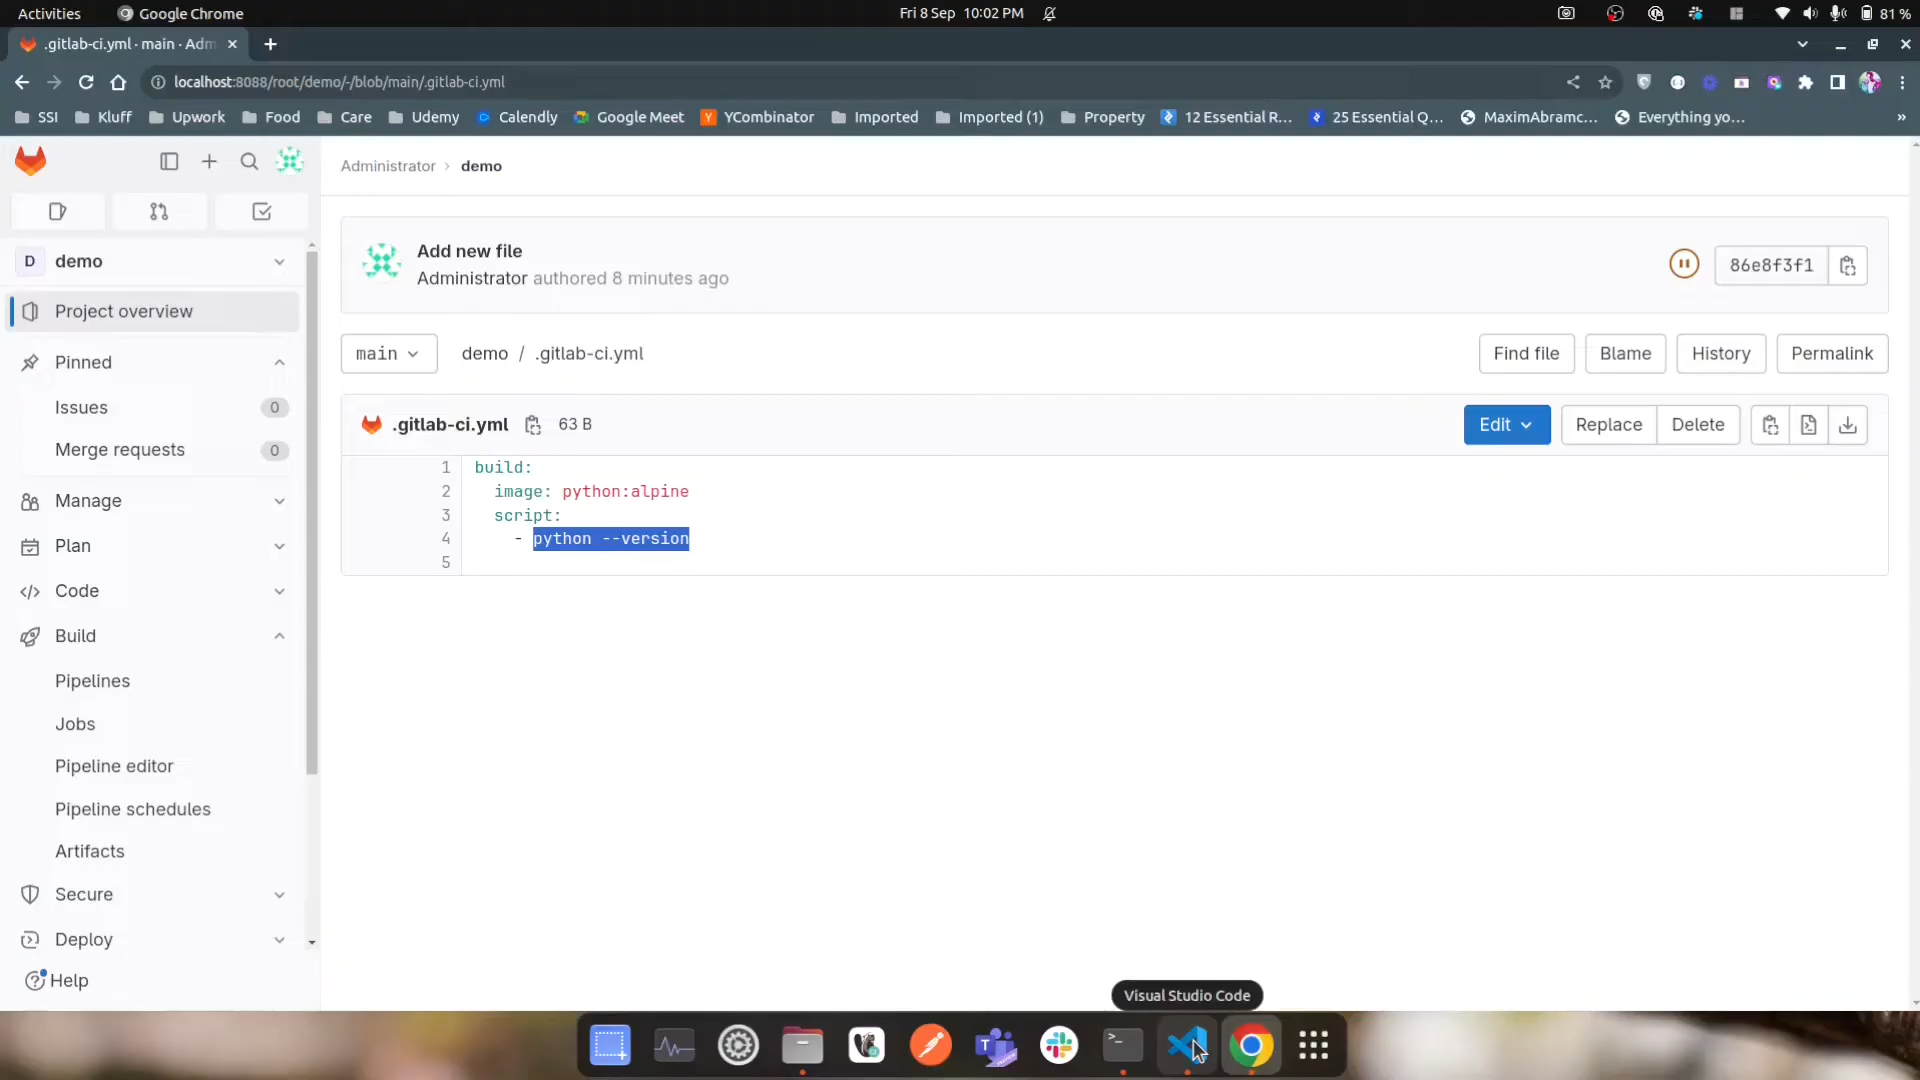 Activities Google Chrome Fri 8 Sep 10:02 PM 81 %
.gitlab-ci.yml · main · Adm
localhost:8088/root/demo/-/blob/main/.gitlab-ci.yml
SSI Kluff Upwork Food Care Udemy Calendly Google Meet YCombinator Imported Imported (1) Property 12 Essential R... 25 Essential Q... MaximAbramc... Everything yo... »
Administrator > demo
D demo
Project overview
Pinned
Issues 0
Merge requests 0
Manage
Plan
Code
Build
Pipelines
Jobs
Pipeline editor
Pipeline schedules
Artifacts
Secure
Deploy
Help
Add new file
Administrator authored 8 minutes ago
86e8f3f1
main demo / .gitlab-ci.yml Find file Blame History Permalink
.gitlab-ci.yml 63 B Edit Replace Delete
1 build:
2 image: python:alpine
3 script:
4 - python --version
5
Visual Studio Code